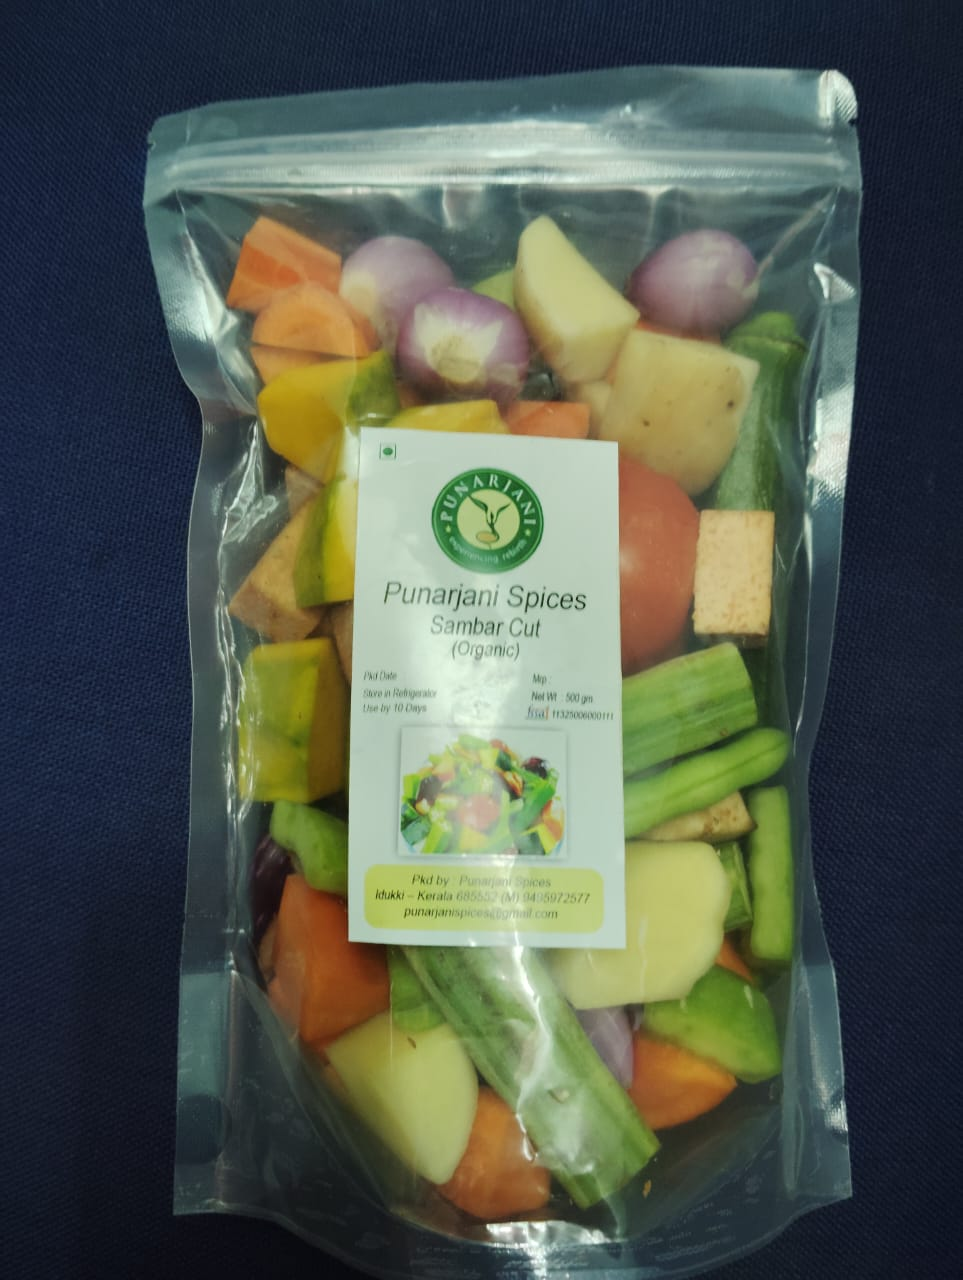 PUNARJANI
experiencing rebirth
Punarjani Spices
Sambar Cut
(Organic)
Pkd Date
Mrp :
Store in Refrigerator
Net Wt : 500 gm
Use by 10 Days
fssai 11325006000111
Pkd by : Punarjani Spices
Idukki – Kerala 685552 (M) 9495972577
punarjanispices@gmail.com